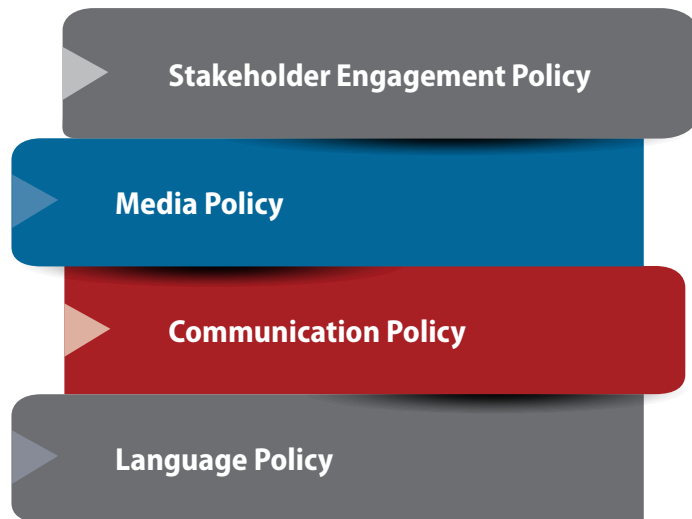 Stakeholder Engagement Policy
Media Policy
Communication Policy
Language Policy